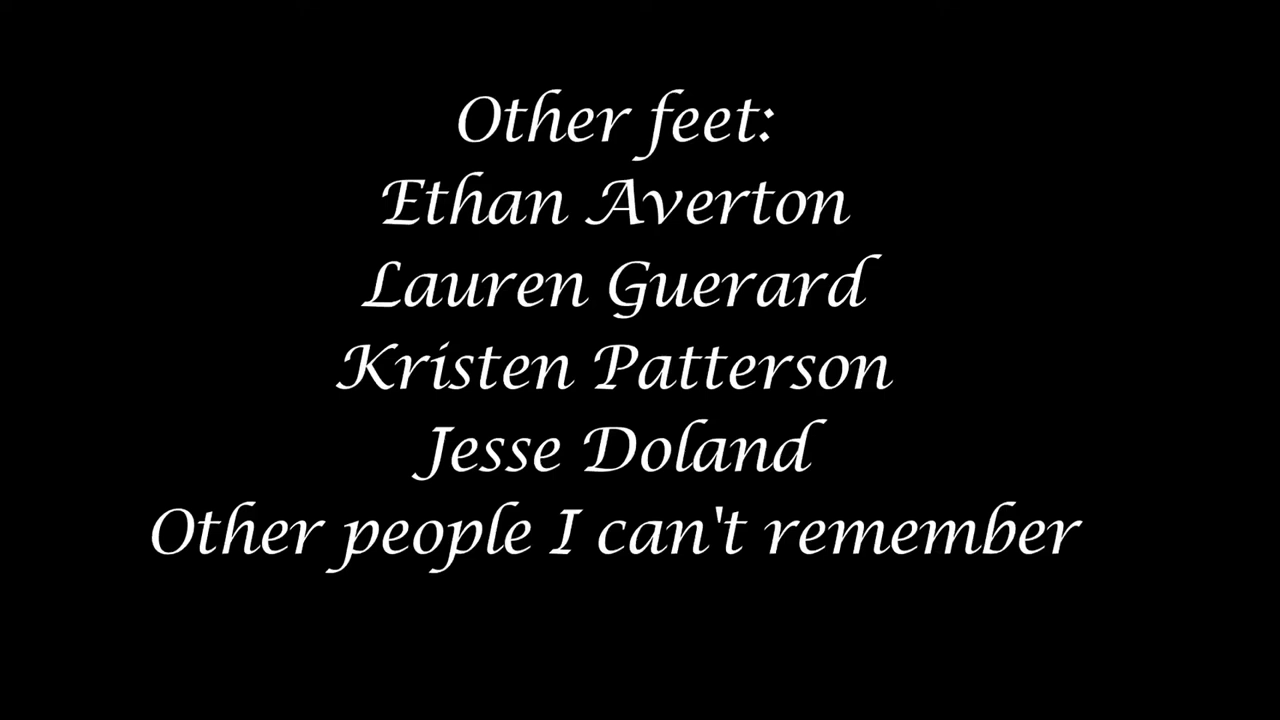 Other feet:
Ethan Averton
Lauren Guerard
Kristen Patterson
Jesse Doland
Other people I can't remember